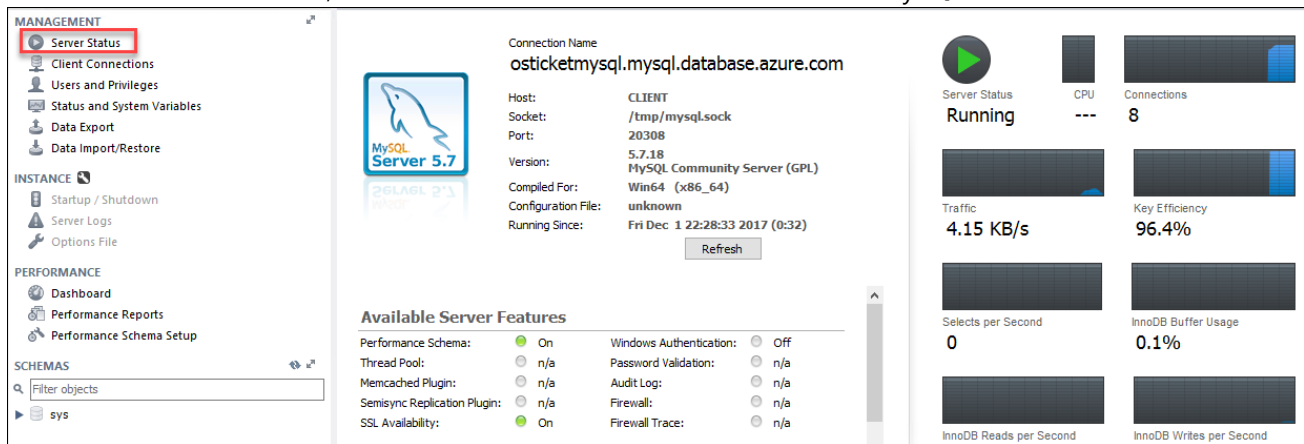 MANAGEMENT
Server Status
Client Connections
Users and Privileges
Status and System Variables
Data Export
Data Import/Restore
INSTANCE
Startup / Shutdown
Server Logs
Options File
PERFORMANCE
Dashboard
Performance Reports
Performance Schema Setup
SCHEMAS
Filter objects
sys
MySQL
Server 5.7
Connection Name
osticketmysql.mysql.database.azure.com
Host: CLIENT
Socket: /tmp/mysql.sock
Port: 20308
Version: 5.7.18
MySQL Community Server (GPL)
Compiled For: Win64 (x86_64)
Configuration File: unknown
Running Since: Fri Dec 1 22:28:33 2017 (0:32)
Refresh
Available Server Features
Performance Schema: On Windows Authentication: Off
Thread Pool: n/a Password Validation: n/a
Memcached Plugin: n/a Audit Log: n/a
Semisync Replication Plugin: n/a Firewall: n/a
SSL Availability: On Firewall Trace: n/a
Server Status CPU Connections
Running --- 8
Traffic Key Efficiency
4.15 KB/s 96.4%
Selects per Second InnoDB Buffer Usage
0 0.1%
InnoDB Reads per Second InnoDB Writes per Second